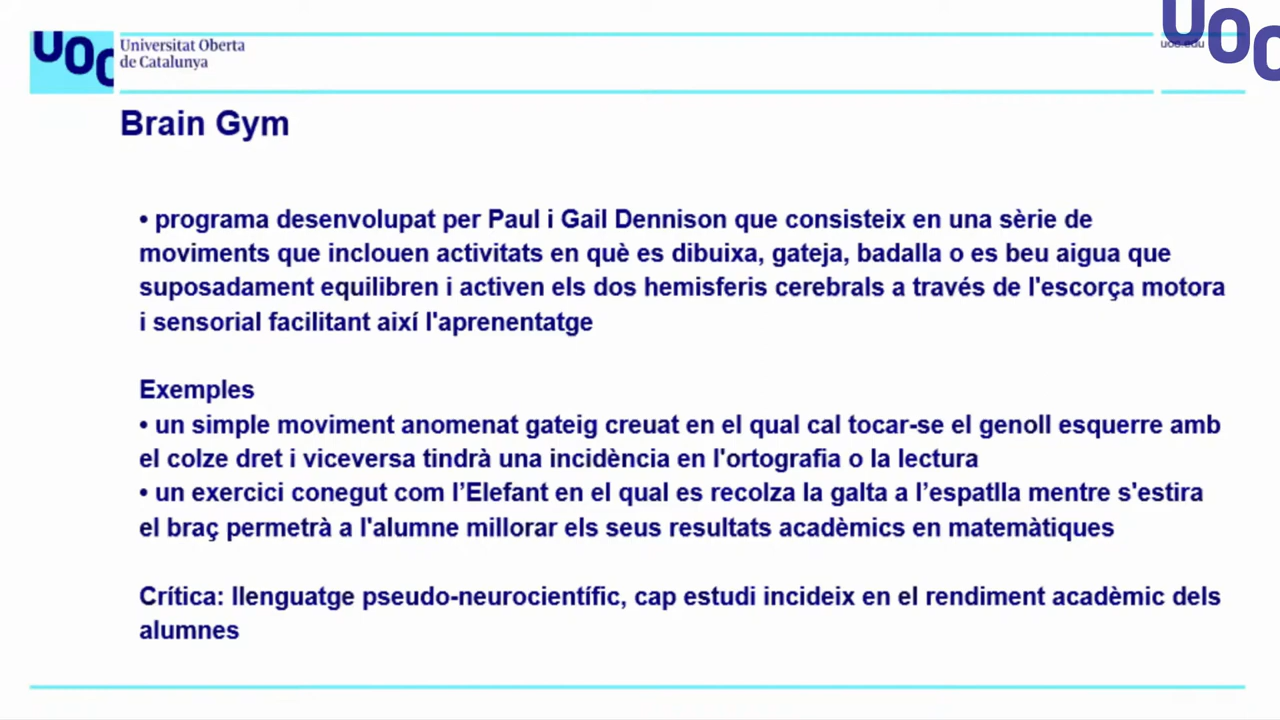 UOC
Universitat Oberta
de Catalunya
uoc.edu
UOC
Brain Gym
• programa desenvolupat per Paul i Gail Dennison que consisteix en una sèrie de
moviments que inclouen activitats en què es dibuixa, gateja, badalla o es beu aigua que
suposadament equilibren i activen els dos hemisferis cerebrals a través de l'escorça motora
i sensorial facilitant així l'aprenentatge
Exemples
• un simple moviment anomenat gateig creuat en el qual cal tocar-se el genoll esquerre amb
el colze dret i viceversa tindrà una incidència en l'ortografia o la lectura
• un exercici conegut com l’Elefant en el qual es recolza la galta a l’espatlla mentre s'estira
el braç permetrà a l'alumne millorar els seus resultats acadèmics en matemàtiques
Crítica: llenguatge pseudo-neurocientífic, cap estudi incideix en el rendiment acadèmic dels
alumnes